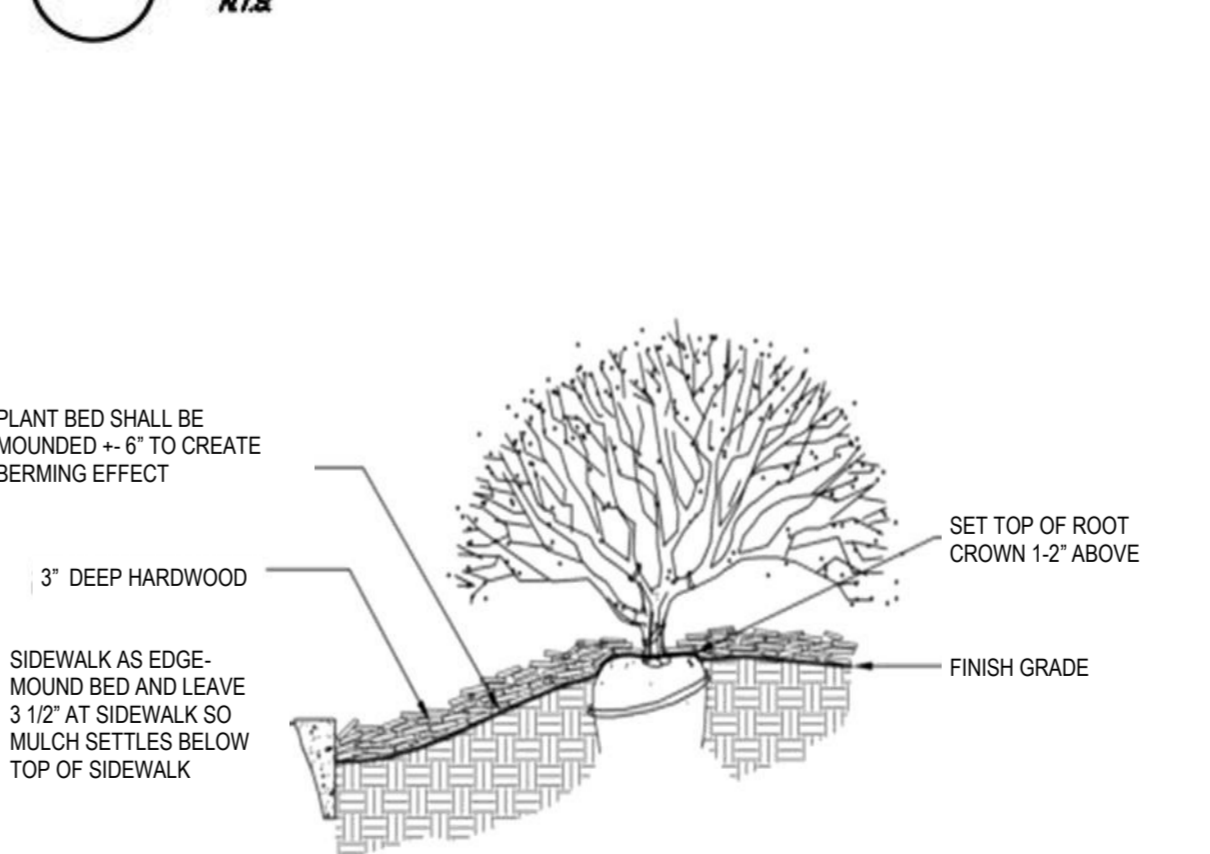 N.T.S.
PLANT BED SHALL BE
MOUNDED +- 6” TO CREATE
BERMING EFFECT
3” DEEP HARDWOOD
SIDEWALK AS EDGE-
MOUND BED AND LEAVE
3 1/2” AT SIDEWALK SO
MULCH SETTLES BELOW
TOP OF SIDEWALK
SET TOP OF ROOT
CROWN 1-2” ABOVE
FINISH GRADE